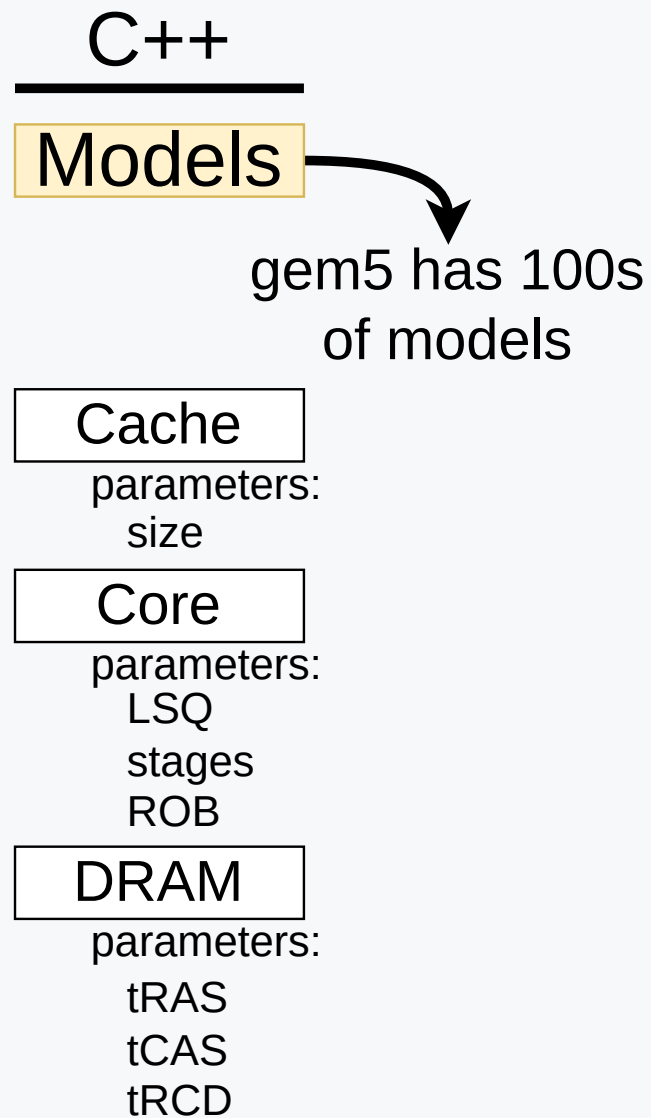 C++
Models
gem5 has 100s
of models
Cache
parameters:
size
Core
parameters:
LSQ
stages
ROB
DRAM
parameters:
tRAS
tCAS
tRCD